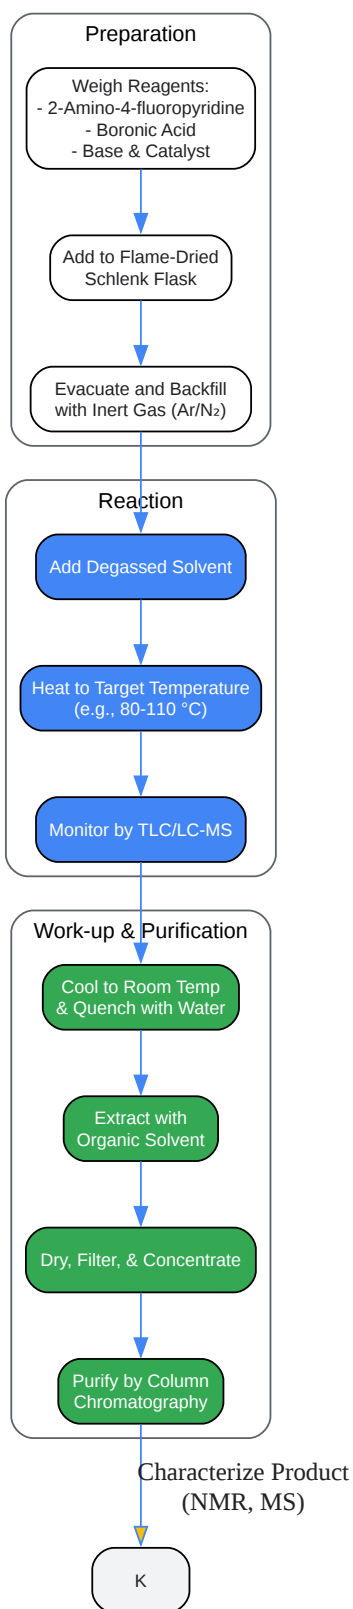 Preparation
Weigh Reagents:
- 2-Amino-4-fluoropyridine
- Boronic Acid
- Base & Catalyst
Add to Flame-Dried
Schlenk Flask
Evacuate and Backfill
with Inert Gas (Ar/N₂)
Reaction
Add Degassed Solvent
Heat to Target Temperature
(e.g., 80-110 °C)
Monitor by TLC/LC-MS
Work-up & Purification
Cool to Room Temp
& Quench with Water
Extract with
Organic Solvent
Dry, Filter, & Concentrate
Purify by Column
Chromatography
Characterize Product
(NMR, MS)
K